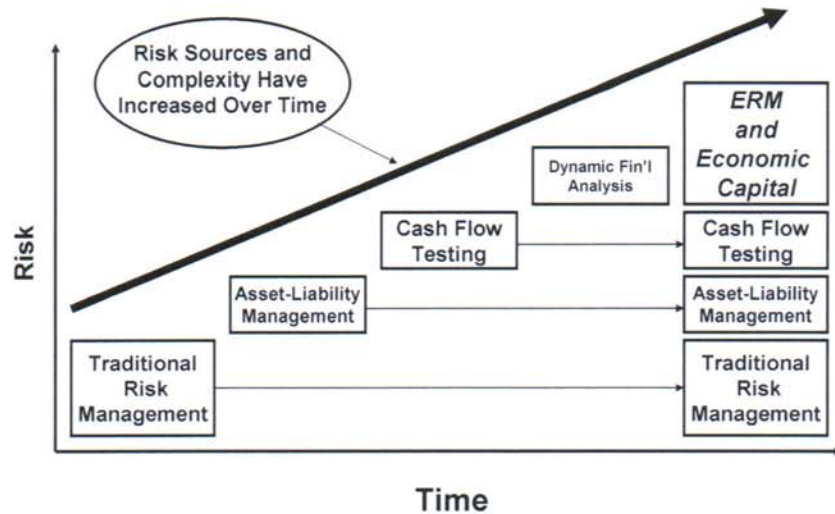 Risk Sources and
Complexity Have
Increased Over Time
ERM
and
Economic
Capital
Dynamic Fin'l
Analysis
Cash Flow
Testing
Cash Flow
Testing
Asset-Liability
Management
Asset-Liability
Management
Traditional
Risk
Management
Traditional
Risk
Management
Risk
Time